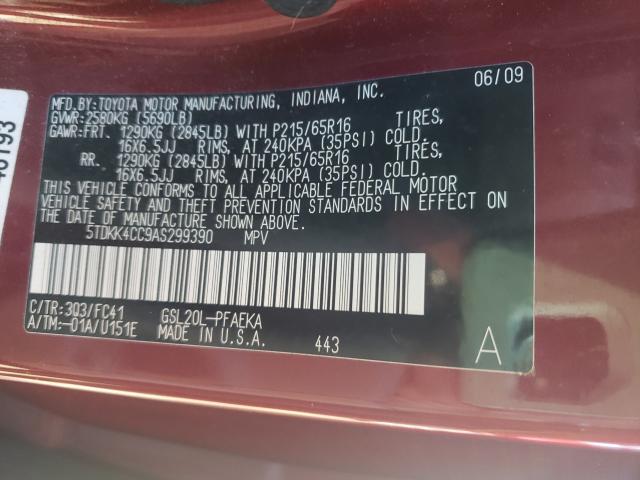 06/09
MFD.BY:TOYOTA MOTOR MANUFACTURING, INDIANA, INC.
GVWR:2580KG (5690LB)
GAWR:FRT. 1290KG (2845LB) WITH P215/65R16 TIRES,
16X6.5JJ RIMS, AT 240KPA (35PSI) COLD.
RR. 1290KG (2845LB) WITH P215/65R16 TIRES,
16X6.5JJ RIMS, AT 240KPA (35PSI) COLD.
THIS VEHICLE CONFORMS TO ALL APPLICABLE FEDERAL MOTOR
VEHICLE SAFETY AND THEFT PREVENTION STANDARDS IN EFFECT ON
THE DATE OF MANUFACTURE SHOWN ABOVE.
5TDKK4CC9AS299390 MPV
C/TR:3Q3/FC41 GSL20L-PFAEKA
A/TM:-01A/U151E MADE IN U.S.A.
443 A